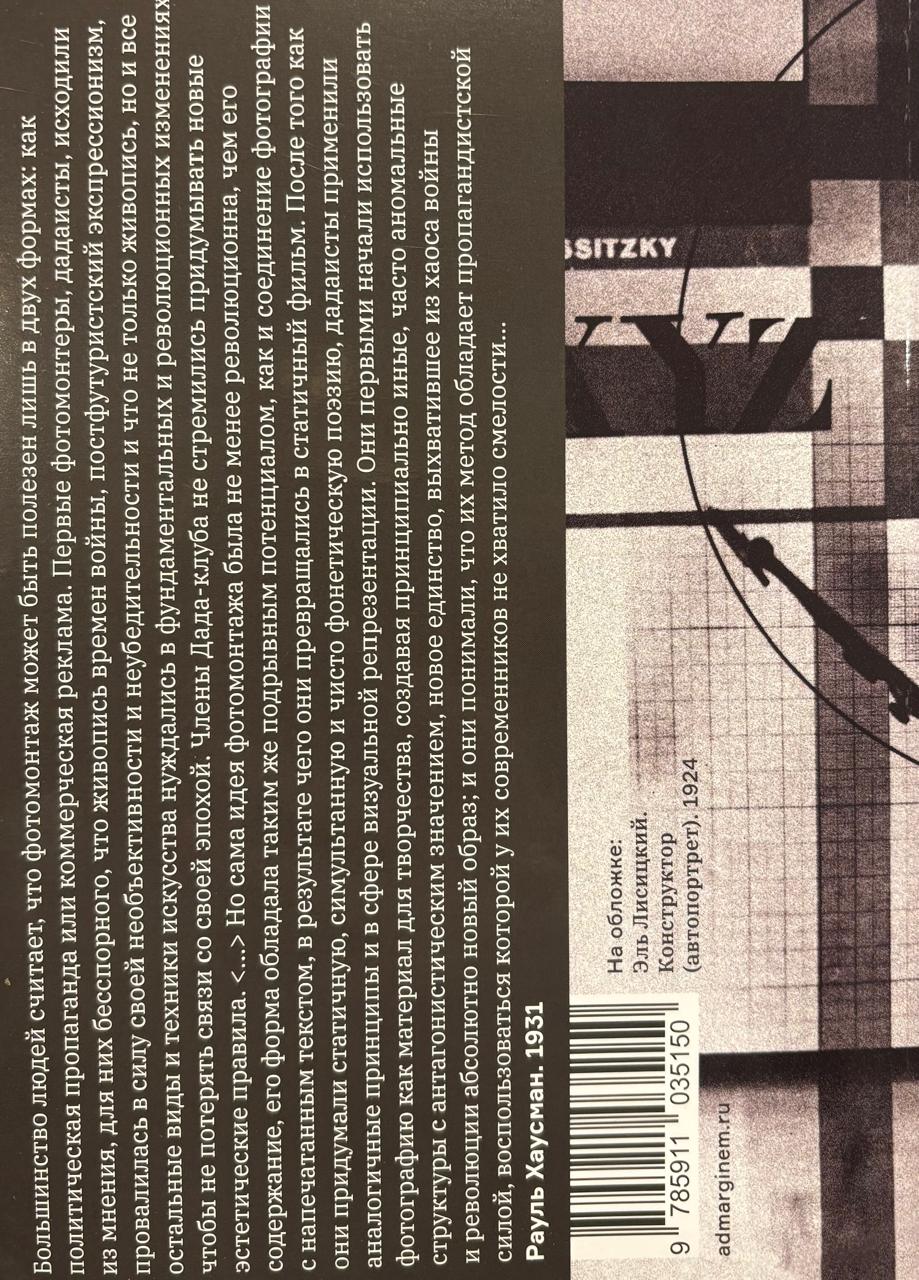 Большинство людей считает, что фотомонтаж может быть полезен лишь в двух формах: как
политическая пропаганда или коммерческая реклама. Первые фотомонтеры, дадаисты, исходили
из мнения, для них бесспорного, что живопись времен войны, постфутуристский экспрессионизм,
провалилась в силу своей необъективности и неубедительности и что не только живопись, но и все
остальные виды и техники искусства нуждались в фундаментальных и революционных изменениях
чтобы не потерять связи со своей эпохой. Члены Дада-клуба не стремились придумывать новые
эстетические правила. <...> Но сама идея фотомонтажа была не менее революционна, чем его
содержание, его форма обладала таким же подрывным потенциалом, как и соединение фотографии
с напечатанным текстом, в результате чего они превращались в статичный фильм. После того как
они придумали статичную, симультанную и чисто фонетическую поэзию, дадаисты применили
аналогичные принципы и в сфере визуальной репрезентации. Они первыми начали использовать
фотографию как материал для творчества, создавая принципиально иные, часто аномальные
структуры с антагонистическим значением, новое единство, выхватившее из хаоса войны
и революции абсолютно новый образ; и они понимали, что их метод обладает пропагандистской
силой, воспользоваться которой у их современников не хватило смелости...
Рауль Хаусман. 1931
SSITZKY
XYZ
На обложке:
Эль Лисицкий.
Конструктор
(автопортрет). 1924
9 785911 035150
admarginem.ru